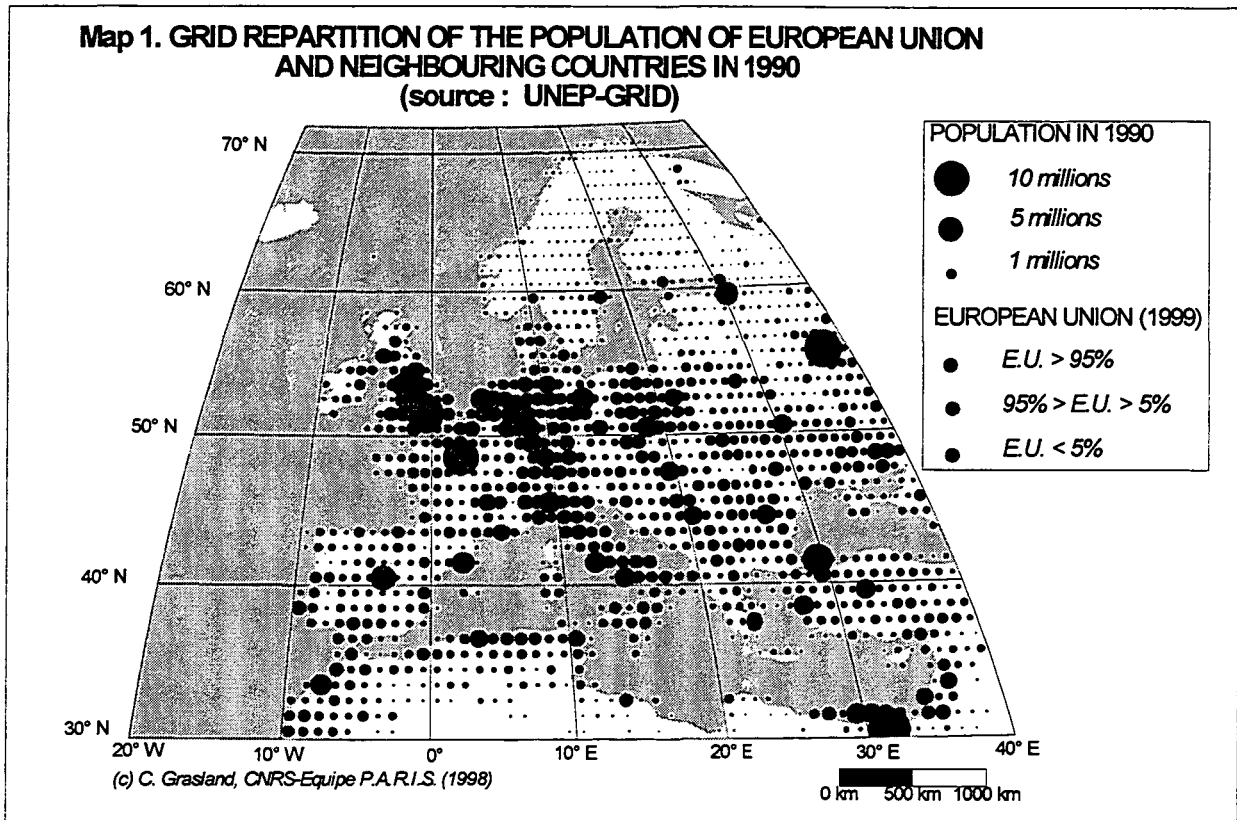 Map 1. GRID REPARTITION OF THE POPULATION OF EUROPEAN UNION
AND NEIGHBOURING COUNTRIES IN 1990
(source : UNEP-GRID)
POPULATION IN 1990
10 millions
5 millions
1 millions
EUROPEAN UNION (1999)
E.U. > 95%
95% > E.U. > 5%
E.U. < 5%
70° N
60° N
50° N
40° N
30° N
20° W
10° W
0°
10° E
20° E
30° E
40° E
(c) C. Grasland, CNRS-Equipe P.A.R.I.S. (1998)
0 km 500 km 1000 km